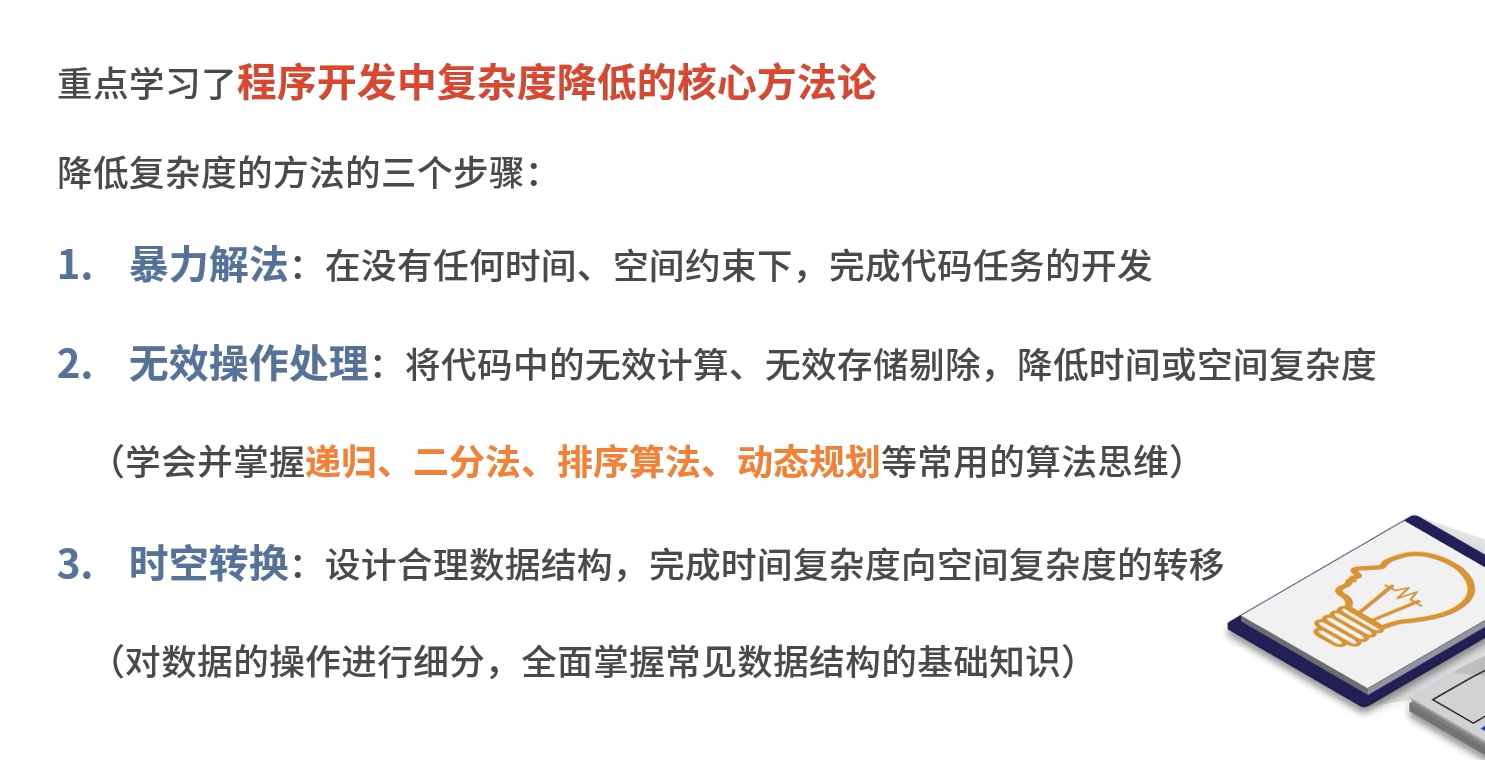 重点学习了程序开发中复杂度降低的核心方法论
降低复杂度的方法的三个步骤：
1. 暴力解法：在没有任何时间、空间约束下，完成代码任务的开发
2. 无效操作处理：将代码中的无效计算、无效存储剔除，降低时间或空间复杂度
（学会并掌握递归、二分法、排序算法、动态规划等常用的算法思维）
3. 时空转换：设计合理数据结构，完成时间复杂度向空间复杂度的转移
（对数据的操作进行细分，全面掌握常见数据结构的基础知识）